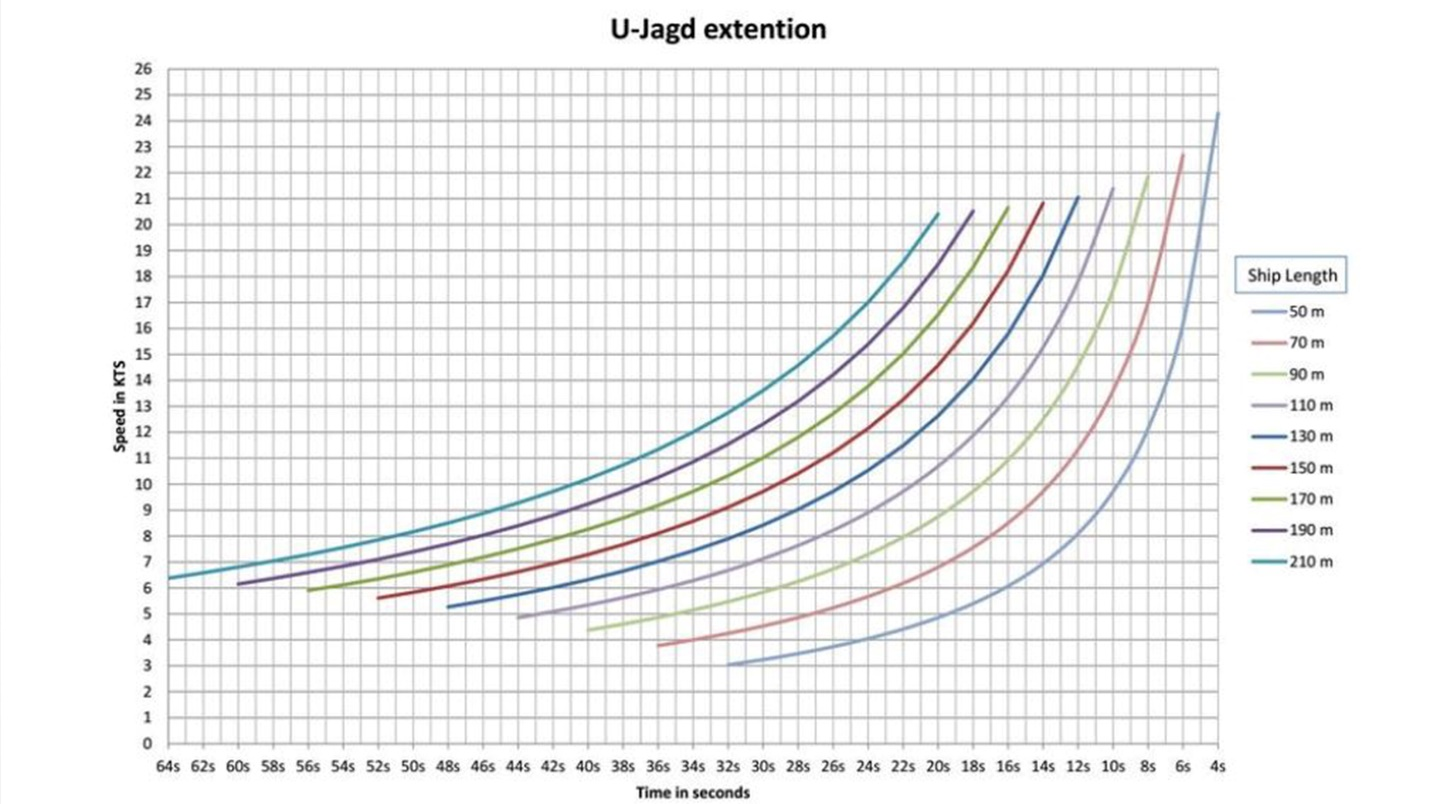 U-Jagd extention
26
25
24
23
22
21
20
19
18
17
16
15
14
13
12
11
10
9
8
7
6
5
4
3
2
1
0
Speed in KTS
64s 62s 60s 58s 56s 54s 52s 50s 48s 46s 44s 42s 40s 38s 36s 34s 32s 30s 28s 26s 24s 22s 20s 18s 16s 14s 12s 10s 8s 6s 4s
Time in seconds
Ship Length
50 m
70 m
90 m
110 m
130 m
150 m
170 m
190 m
210 m